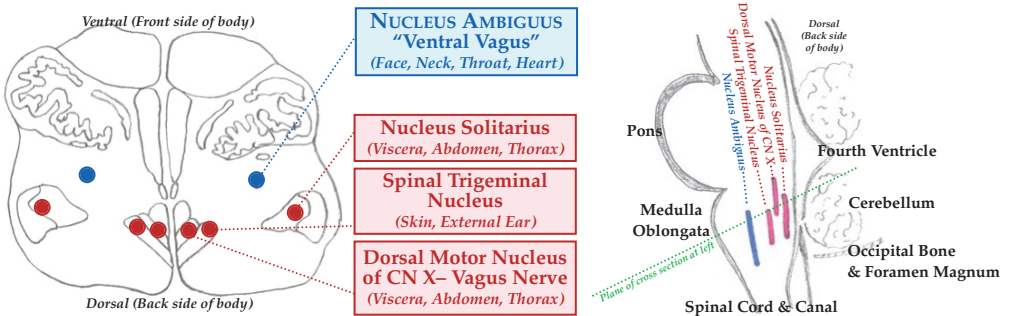 Ventral (Front side of body)
Dorsal (Back side of body)
NUCLEUS AMBIGUUS
“Ventral Vagus”
(Face, Neck, Throat, Heart)
Nucleus Solitarius
(Viscera, Abdomen, Thorax)
Spinal Trigeminal
Nucleus
(Skin, External Ear)
Dorsal Motor Nucleus
of CN X– Vagus Nerve
(Viscera, Abdomen, Thorax)
Dorsal
(Back side
of body)
Nucleus Solitarius
Dorsal Motor Nucleus of CN X
Spinal Trigeminal Nucleus
Nucleus Ambiguus
Pons
Fourth Ventricle
Medulla
Oblongata
Cerebellum
Occipital Bone
& Foramen Magnum
Plane of cross section at left
Spinal Cord & Canal